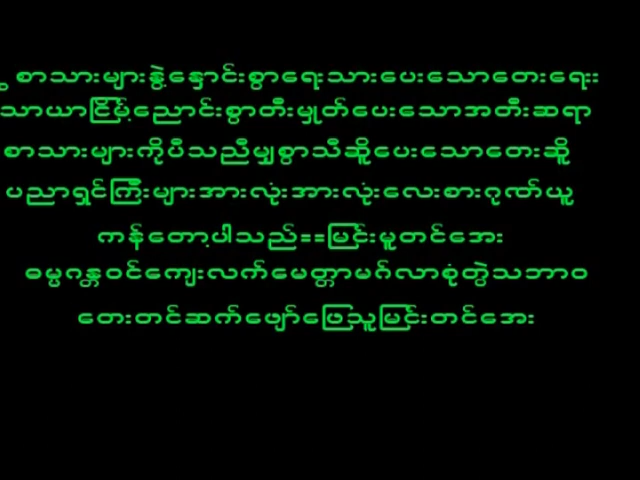 စာသားများနွဲ့နှောင်းစွာရေးသားပေးသောတေးရေး
သာယာငြိမ့်ညောင်းစွာတီးမှုတ်ပေးသောအတီးဆရာ
စာသားများကိုပီသညီမျှစွာသီဆိုပေးသောတေးဆို
ပညာရှင်ကြီးများအားလုံးအားလုံးလေးစားဂုဏ်ယူ
ကန်တော့ပါသည်==မြင်းမူတင်အေး
ဓမ္မဂန္တဝင်ကျေးလက်မေတ္တာမဂ်လာစုံတွဲသဘာဝ
တေးတင်ဆက်ဖျော်ဖြေသူမြင်းတင်အေး